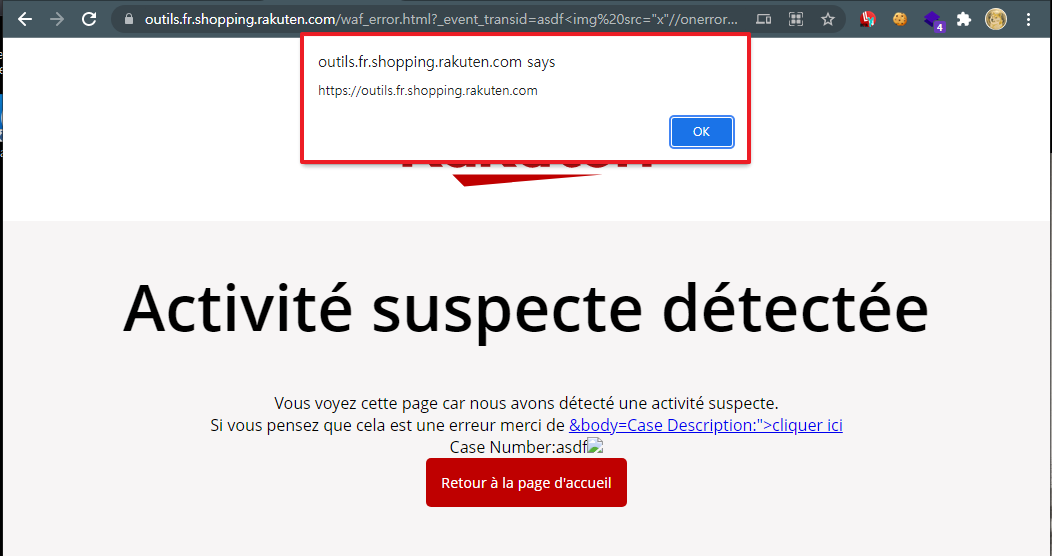 outils.fr.shopping.rakuten.com/waf_error.html?_event_transid=asdf<img%20src="x"//onerror...
4
outils.fr.shopping.rakuten.com says
https://outils.fr.shopping.rakuten.com
OK
Rakuten
Activité suspecte détectée
Vous voyez cette page car nous avons détecté une activité suspecte.
Si vous pensez que cela est une erreur merci de &body=Case Description:">cliquer ici
Case Number:asdf
Retour à la page d'accueil